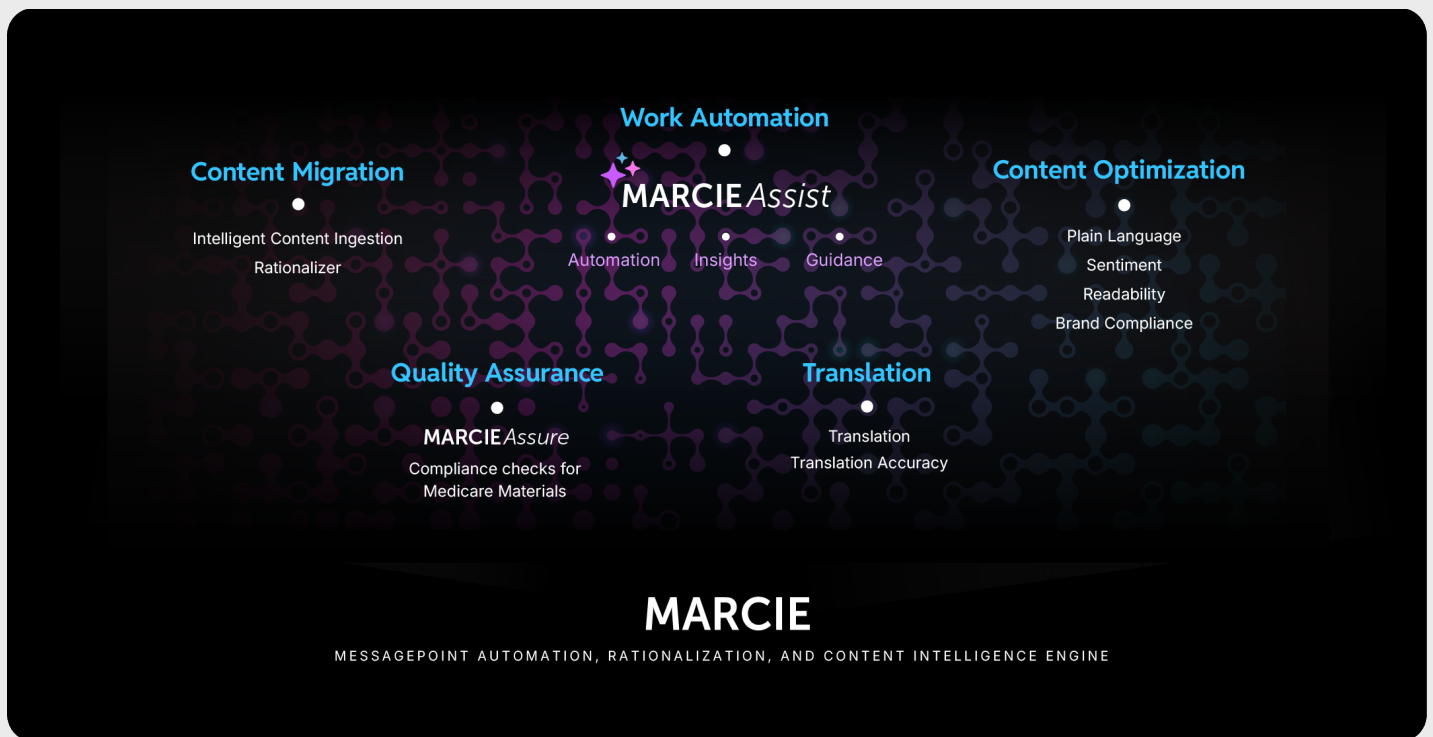 Work Automation
MARCIE Assist
Automation
Insights
Guidance
Content Migration
Intelligent Content Ingestion
Rationalizer
Content Optimization
Plain Language
Sentiment
Readability
Brand Compliance
Quality Assurance
MARCIE Assure
Compliance checks for
Medicare Materials
Translation
Translation
Translation Accuracy
MARCIE
MESSAGEPOINT AUTOMATION, RATIONALIZATION, AND CONTENT INTELLIGENCE ENGINE